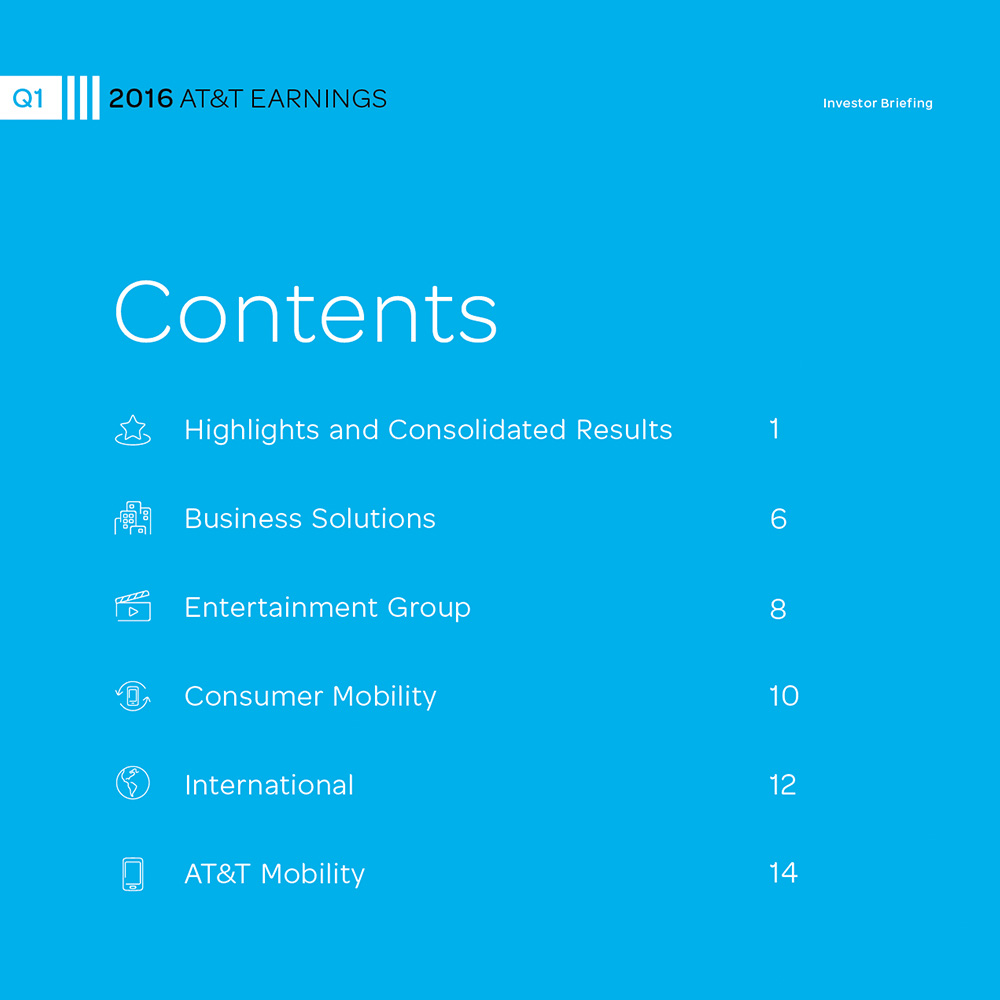 Q1 2016 AT&T EARNINGS
Investor Briefing
Contents
Highlights and Consolidated Results 1
Business Solutions 6
Entertainment Group 8
Consumer Mobility 10
International 12
AT&T Mobility 14